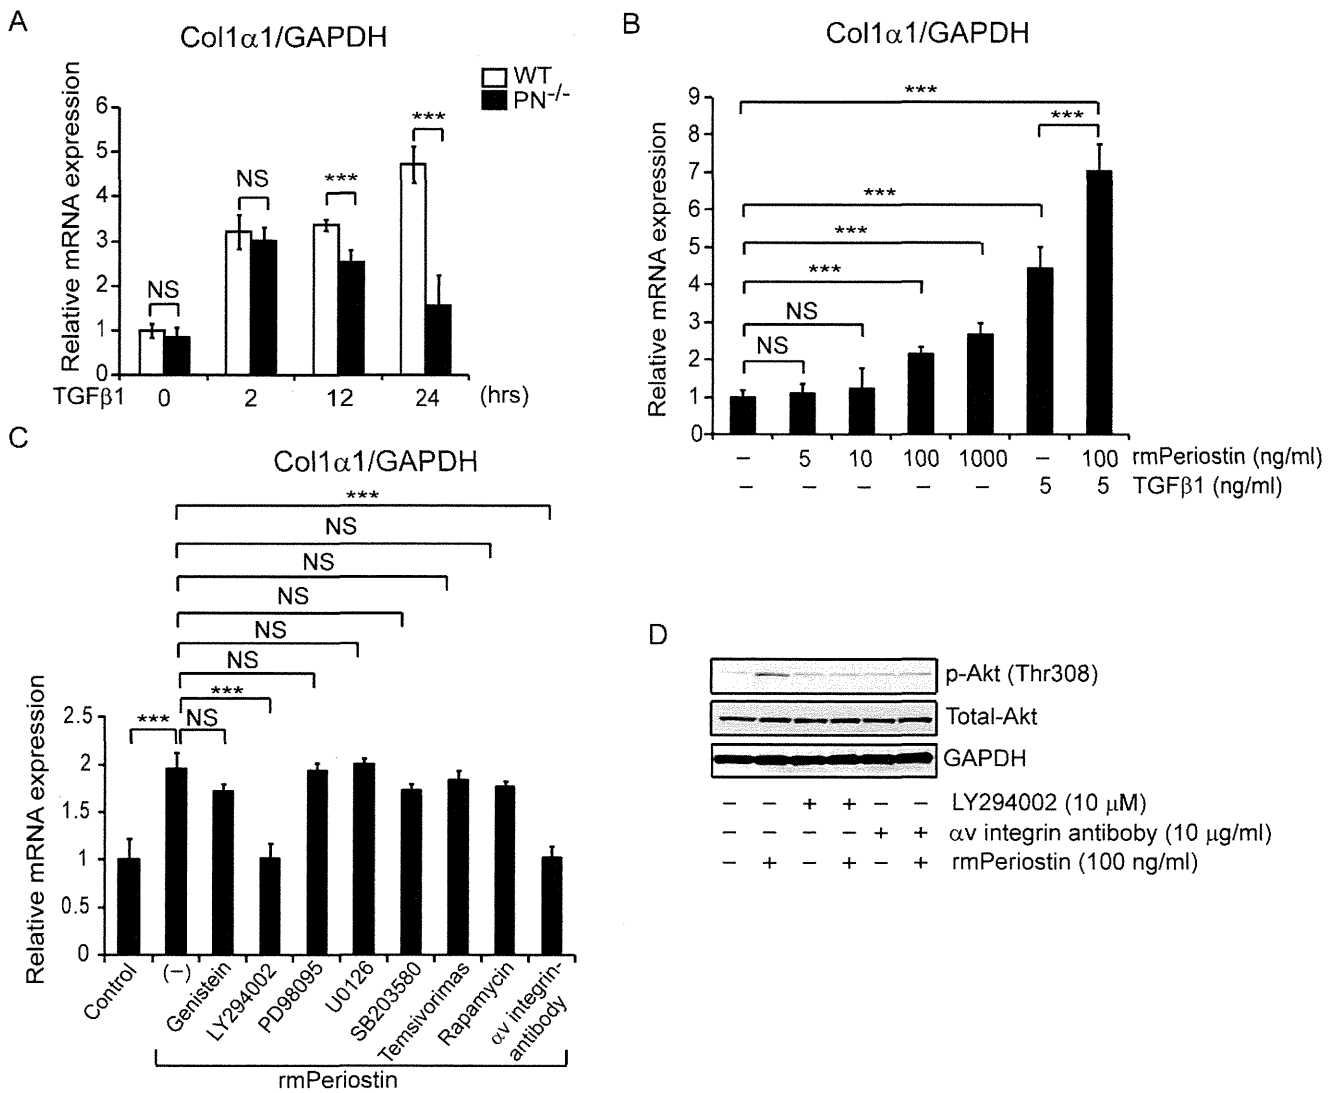 A
Col1α1/GAPDH
WT
PN-/-
Relative mRNA expression
6
5
4
3
2
1
0
NS
NS
***
***
TGFβ1 0 2 12 24 (hrs)
B
Col1α1/GAPDH
Relative mRNA expression
9
8
7
6
5
4
3
2
1
0
***
***
***
***
***
NS
NS
– 5 10 100 1000 – 100 rmPeriostin (ng/ml)
– – – – – 5 5 TGFβ1 (ng/ml)
C
Col1α1/GAPDH
***
NS
NS
NS
NS
NS
***
*** NS
Relative mRNA expression
2.5
2
1.5
1
0.5
0
Control
(–)
Genistein
LY294002
PD98095
U0126
SB203580
Temsivorimas
Rapamycin
αv integrin-
antibody
rmPeriostin
D
p-Akt (Thr308)
Total-Akt
GAPDH
– – + + – – LY294002 (10 μM)
– – – – + + αv integrin antiboby (10 μg/ml)
– + – + – + rmPeriostin (100 ng/ml)